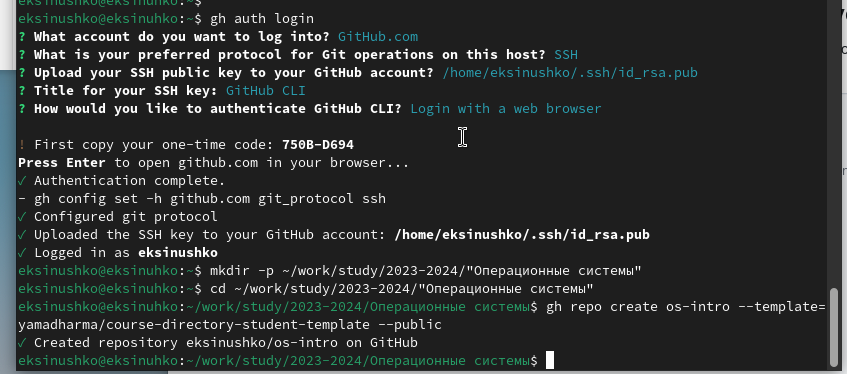 eksinushko@eksinuhko:~$
eksinushko@eksinuhko:~$ gh auth login
? What account do you want to log into? GitHub.com
? What is your preferred protocol for Git operations on this host? SSH
? Upload your SSH public key to your GitHub account? /home/eksinushko/.ssh/id_rsa.pub
? Title for your SSH key: GitHub CLI
? How would you like to authenticate GitHub CLI? Login with a web browser
! First copy your one-time code: 750B-D694
Press Enter to open github.com in your browser...
✓ Authentication complete.
- gh config set -h github.com git_protocol ssh
✓ Configured git protocol
✓ Uploaded the SSH key to your GitHub account: /home/eksinushko/.ssh/id_rsa.pub
✓ Logged in as eksinushko
eksinushko@eksinuhko:~$ mkdir -p ~/work/study/2023-2024/"Операционные системы"
eksinushko@eksinuhko:~$ cd ~/work/study/2023-2024/"Операционные системы"
eksinushko@eksinuhko:~/work/study/2023-2024/Операционные системы$ gh repo create os-intro --template=
yamadharma/course-directory-student-template --public
✓ Created repository eksinushko/os-intro on GitHub
eksinushko@eksinuhko:~/work/study/2023-2024/Операционные системы$